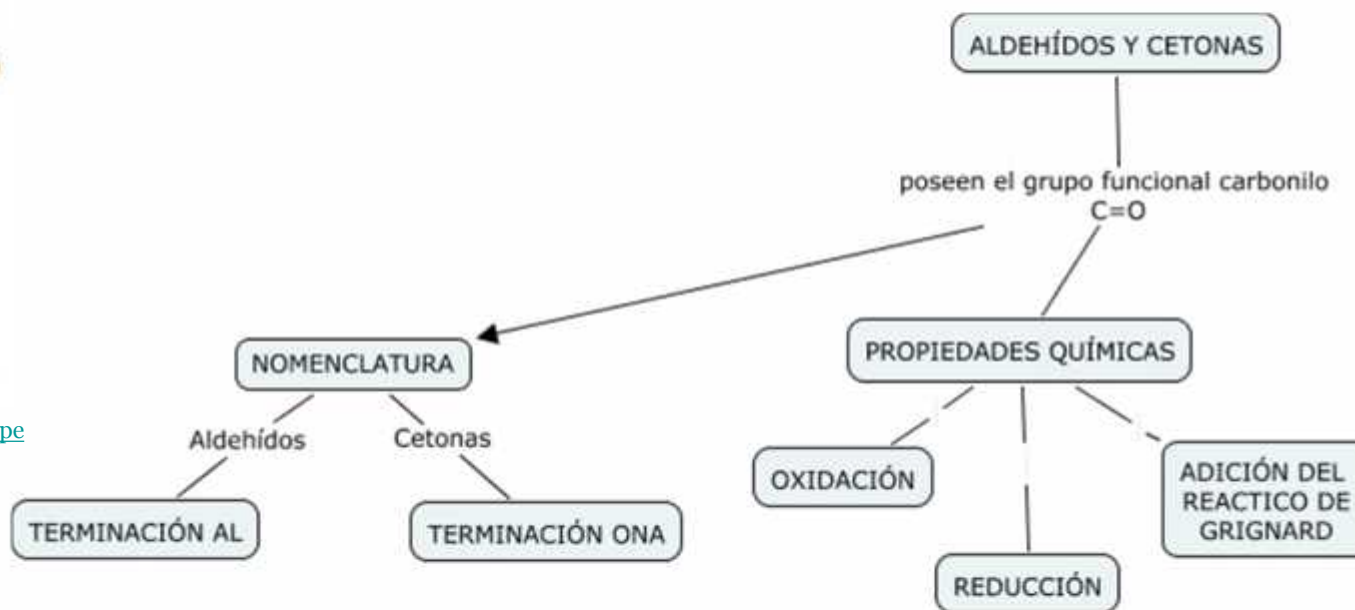 ALDEHÍDOS Y CETONAS
poseen el grupo funcional carbonilo
C=O
NOMENCLATURA
PROPIEDADES QUÍMICAS
pe
Aldehídos
Cetonas
OXIDACIÓN
ADICIÓN DEL
REACTICO DE
GRIGNARD
TERMINACIÓN AL
TERMINACIÓN ONA
REDUCCIÓN